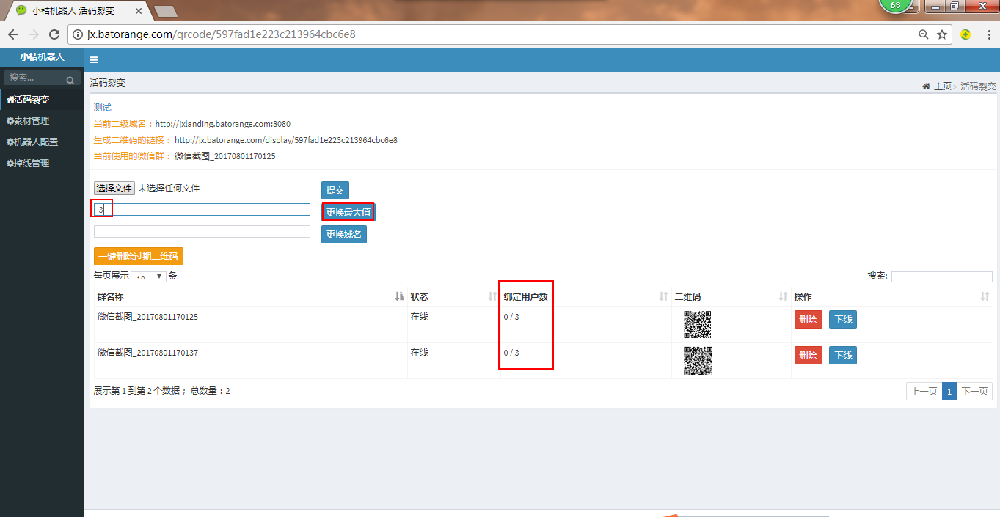 小桔机器人 活码裂变
63
jx.batorange.com/qrcode/597fad1e223c213964cbc6e8
小桔机器人
搜索...
活码裂变
素材管理
机器人配置
掉线管理
活码裂变
主页 > 活码裂变
测试
当前二级域名：http://jxlanding.batorange.com:8080
生成二维码的链接： http://jx.batorange.com/display/597fad1e223c213964cbc6e8
当前使用的微信群： 微信截图_20170801170125
选择文件 未选择任何文件 提交
3 更换最大值
更换域名
一键删除过期二维码
每页展示 10 条 搜索:
群名称 状态 绑定用户数 二维码 操作
微信截图_20170801170125 在线 0 / 3 删除 下线
微信截图_20170801170137 在线 0 / 3 删除 下线
展示第 1 到第 2 个数据； 总数量：2 上一页 1 下一页